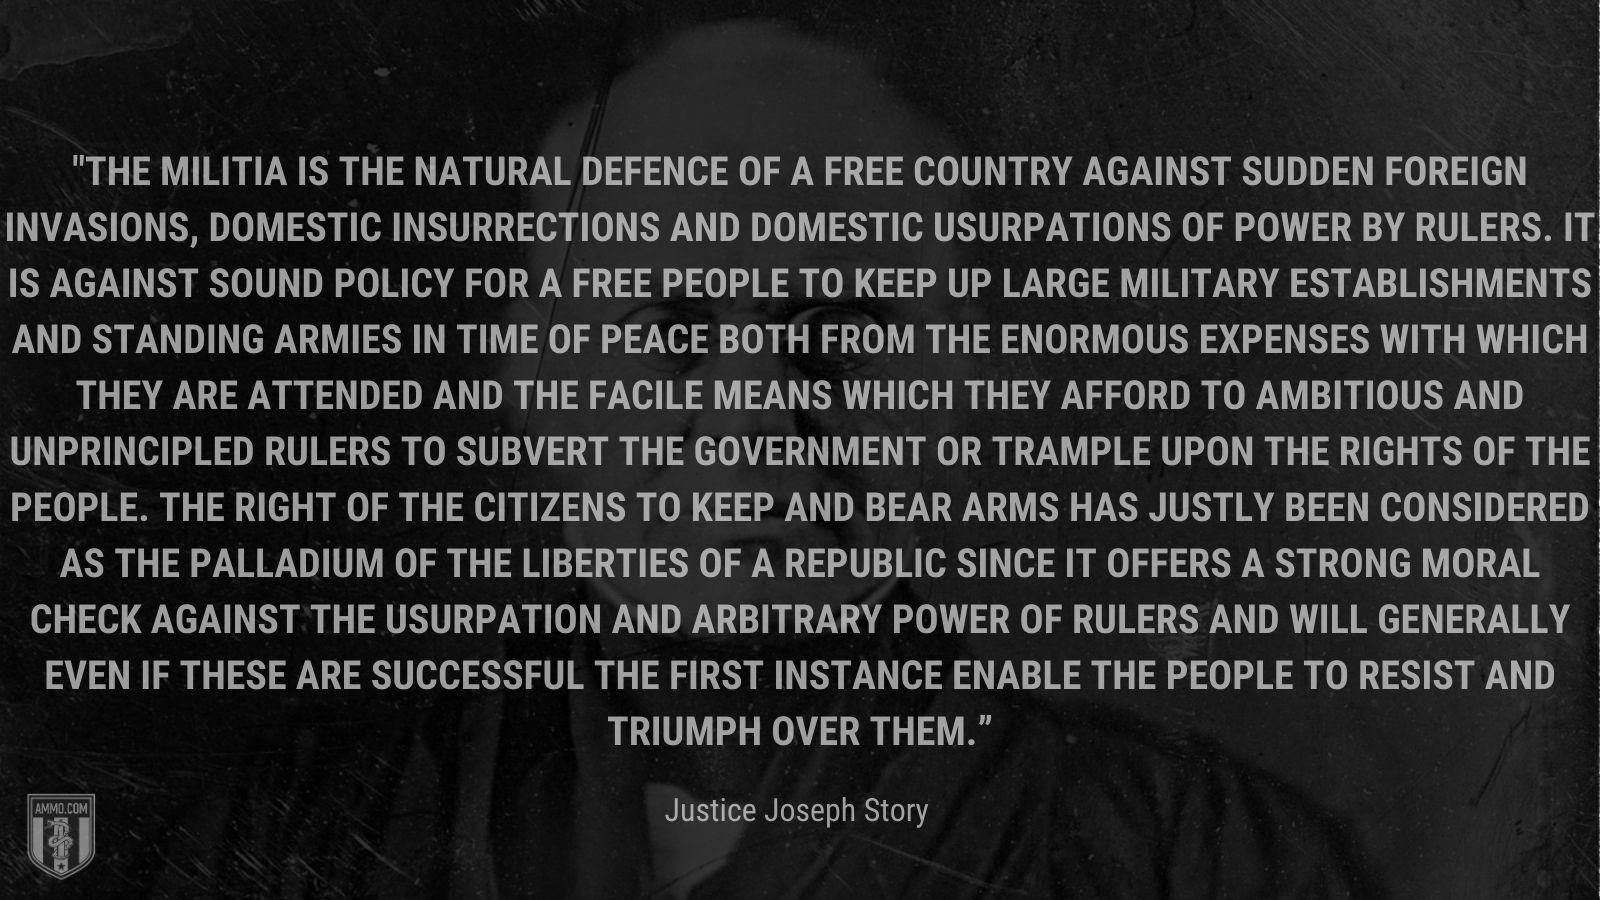 "THE MILITIA IS THE NATURAL DEFENCE OF A FREE COUNTRY AGAINST SUDDEN FOREIGN
INVASIONS, DOMESTIC INSURRECTIONS AND DOMESTIC USURPATIONS OF POWER BY RULERS. IT
IS AGAINST SOUND POLICY FOR A FREE PEOPLE TO KEEP UP LARGE MILITARY ESTABLISHMENTS
AND STANDING ARMIES IN TIME OF PEACE BOTH FROM THE ENORMOUS EXPENSES WITH WHICH
THEY ARE ATTENDED AND THE FACILE MEANS WHICH THEY AFFORD TO AMBITIOUS AND
UNPRINCIPLED RULERS TO SUBVERT THE GOVERNMENT OR TRAMPLE UPON THE RIGHTS OF THE
PEOPLE. THE RIGHT OF THE CITIZENS TO KEEP AND BEAR ARMS HAS JUSTLY BEEN CONSIDERED
AS THE PALLADIUM OF THE LIBERTIES OF A REPUBLIC SINCE IT OFFERS A STRONG MORAL
CHECK AGAINST THE USURPATION AND ARBITRARY POWER OF RULERS AND WILL GENERALLY
EVEN IF THESE ARE SUCCESSFUL THE FIRST INSTANCE ENABLE THE PEOPLE TO RESIST AND
TRIUMPH OVER THEM.”
Justice Joseph Story
AMMO.COM